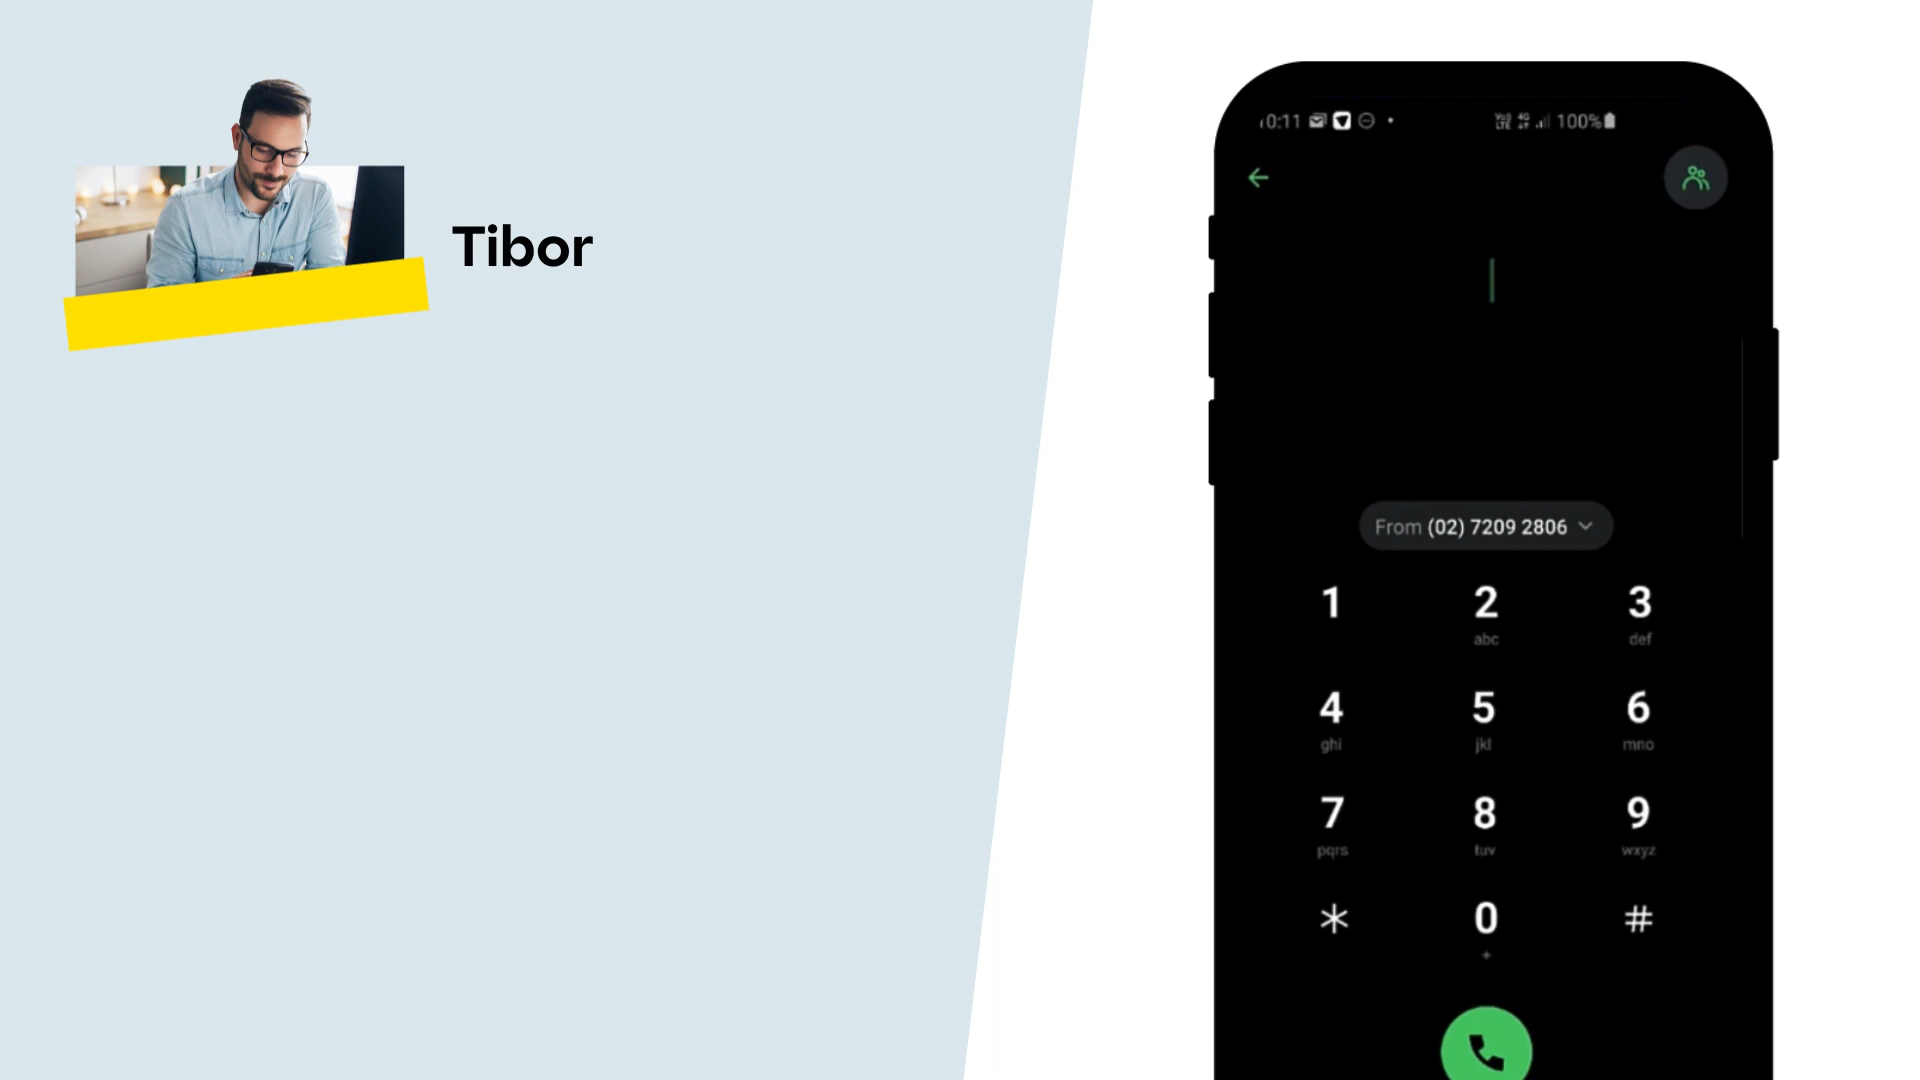 Tibor
0:11
100%
From (02) 7209 2806
1 2 3
abc def
4 5 6
ghi jkl mno
7 8 9
pqrs tuv wxyz
* 0 #
+